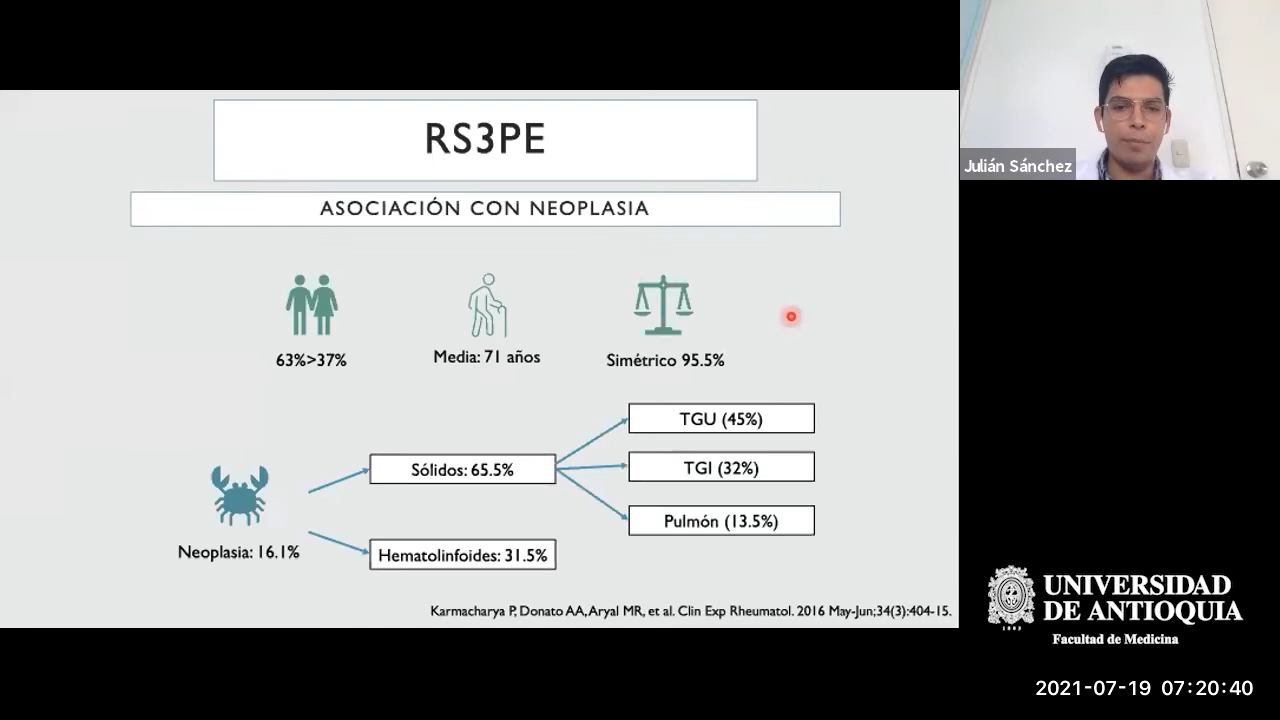 RS3PE
ASOCIACIÓN CON NEOPLASIA
63%>37%
Media: 71 años
Simétrico 95.5%
TGU (45%)
Sólidos: 65.5%
TGI (32%)
Pulmón (13.5%)
Neoplasia: 16.1%
Hematolinfoides: 31.5%
Karmacharya P, Donato AA, Aryal MR, et al. Clin Exp Rheumatol. 2016 May-Jun;34(3):404-15.
Julián Sánchez
UNIVERSIDAD
DE ANTIOQUIA
1803
Facultad de Medicina
2021-07-19 07:20:40